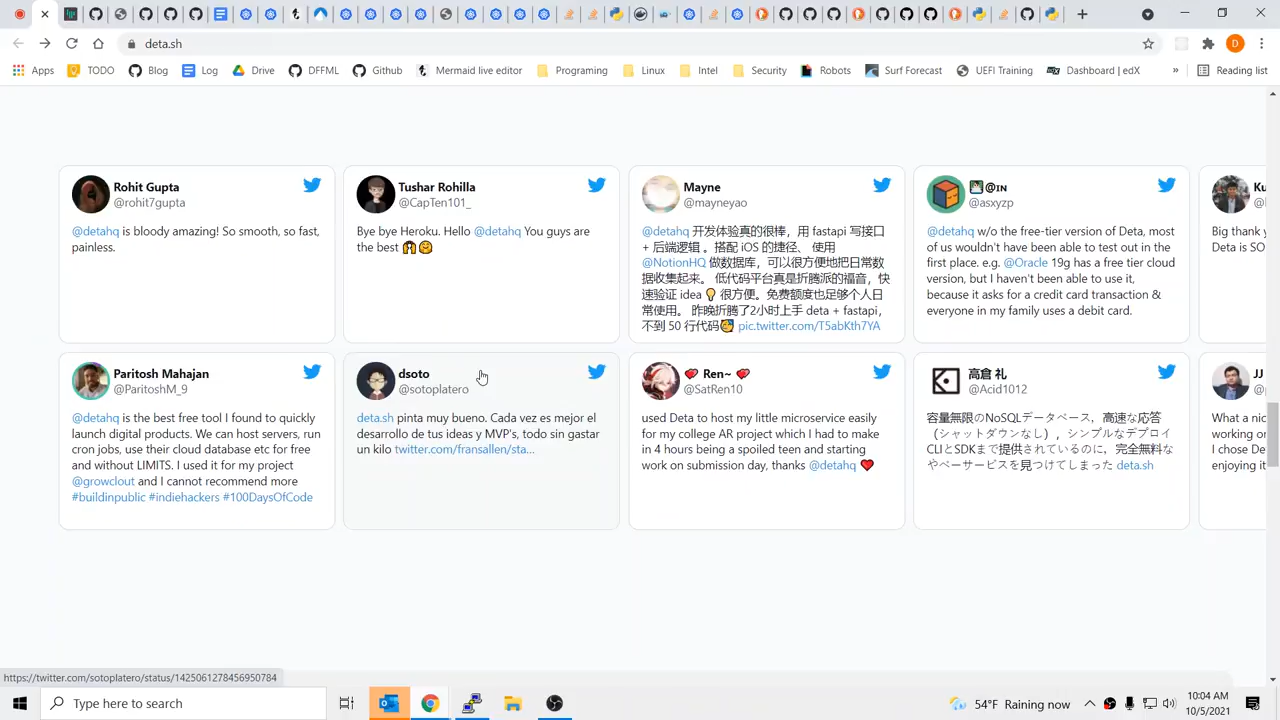 deta.sh
Apps
TODO
Blog
Log
Drive
DFFML
Github
Mermaid live editor
Programing
Linux
Intel
Security
Robots
Surf Forecast
UEFI Training
Dashboard | edX
»
Reading list
D
Rohit Gupta
@rohit7gupta
@detahq is bloody amazing! So smooth, so fast,
painless.
Tushar Rohilla
@CapTen101_
Bye bye Heroku. Hello @detahq You guys are
the best
Mayne
@mayneyao
@detahq 开发体验真的很棒，用 fastapi 写接口
+ 后端逻辑 。搭配 iOS 的捷径、 使用
@NotionHQ 做数据库，可以很方便地把日常数
据收集起来。 低代码平台真是折腾派的福音，快
速验证 idea 💡 很方便。免费额度也足够个人日
常使用。 昨晚折腾了2小时上手 deta + fastapi，
不到 50 行代码 pic.twitter.com/T5abKth7YA
@ɪɴ
@asxyzp
@detahq w/o the free-tier version of Deta, most
of us wouldn't have been able to test out in the
first place. e.g. @Oracle 19g has a free tier cloud
version, but I haven't been able to use it,
because it asks for a credit card transaction &
everyone in my family uses a debit card.
Ku
Big thank y
Deta is SO
Paritosh Mahajan
@ParitoshM_9
@detahq is the best free tool I found to quickly
launch digital products. We can host servers, run
cron jobs, use their cloud database etc for free
and without LIMITS. I used it for my project
@growclout and I cannot recommend more
#buildinpublic #indiehackers #100DaysOfCode
dsoto
@sotoplatero
deta.sh pinta muy bueno. Cada vez es mejor el
desarrollo de tus ideas y MVP's, todo sin gastar
un kilo twitter.com/fransallen/sta...
Ren~
@SatRen10
used Deta to host my little microservice easily
for my college AR project which I had to make
in 4 hours being a spoiled teen and starting
work on submission day, thanks @detahq ❤️
高倉 礼
@Acid1012
容量無限のNoSQLデータベース，高速な応答
（シャットダウンなし），シンプルなデプロイ
CLIとSDKまで提供されているのに，完全無料な
やべーサービスを見つけてしまった deta.sh
JJ
What a nic
working or
I chose De
enjoying it
https://twitter.com/sotoplatero/status/1425061278456950784
Type here to search
54°F Raining now
10:04 AM
10/5/2021